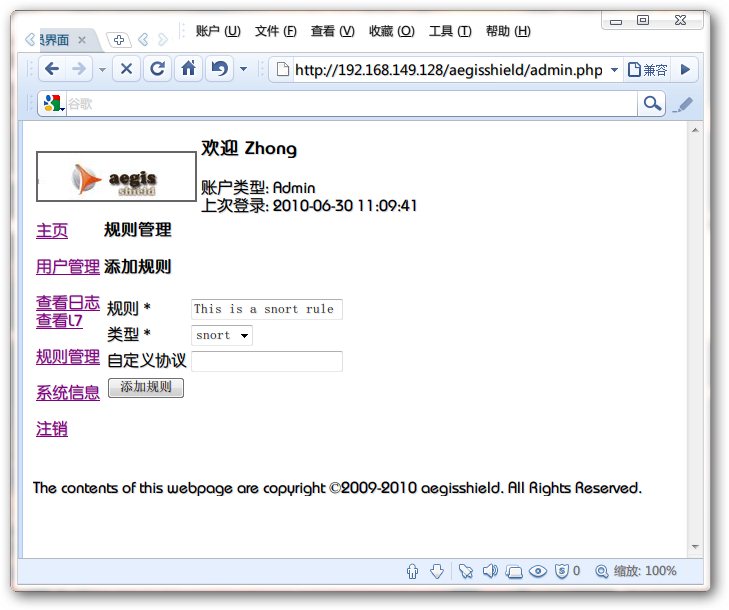 员界面
账户 (U) 文件 (F) 查看 (V) 收藏 (O) 工具 (T) 帮助 (H)
http://192.168.149.128/aegisshield/admin.php
兼容
谷歌
aegis
shield
欢迎 Zhong
账户类型: Admin
上次登录: 2010-06-30 11:09:41
主页
用户管理
查看日志
查看L7
规则管理
系统信息
注销
规则管理
添加规则
规则 * This is a snort rule
类型 * snort
自定义协议
添加规则
The contents of this webpage are copyright ©2009-2010 aegisshield. All Rights Reserved.
0
缩放: 100%